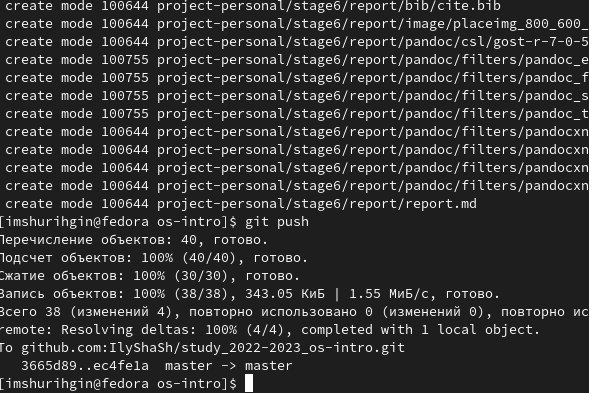 create mode 100644 project-personal/stage6/report/bib/cite.bib
create mode 100644 project-personal/stage6/report/image/placeimg_800_600_
create mode 100644 project-personal/stage6/report/pandoc/csl/gost-r-7-0-5
create mode 100755 project-personal/stage6/report/pandoc/filters/pandoc_e
create mode 100755 project-personal/stage6/report/pandoc/filters/pandoc_f
create mode 100755 project-personal/stage6/report/pandoc/filters/pandoc_s
create mode 100755 project-personal/stage6/report/pandoc/filters/pandoc_t
create mode 100644 project-personal/stage6/report/pandoc/filters/pandocxn
create mode 100644 project-personal/stage6/report/pandoc/filters/pandocxn
create mode 100644 project-personal/stage6/report/pandoc/filters/pandocxn
create mode 100644 project-personal/stage6/report/pandoc/filters/pandocxn
create mode 100644 project-personal/stage6/report/report.md
[imshurihgin@fedora os-intro]$ git push
Перечисление объектов: 40, готово.
Подсчет объектов: 100% (40/40), готово.
Сжатие объектов: 100% (30/30), готово.
Запись объектов: 100% (38/38), 343.05 КиБ | 1.55 МиБ/с, готово.
Всего 38 (изменений 4), повторно использовано 0 (изменений 0), повторно ис
remote: Resolving deltas: 100% (4/4), completed with 1 local object.
To github.com:IlyShaSh/study_2022-2023_os-intro.git
3665d89..ec4fe1a master -> master
[imshurihgin@fedora os-intro]$